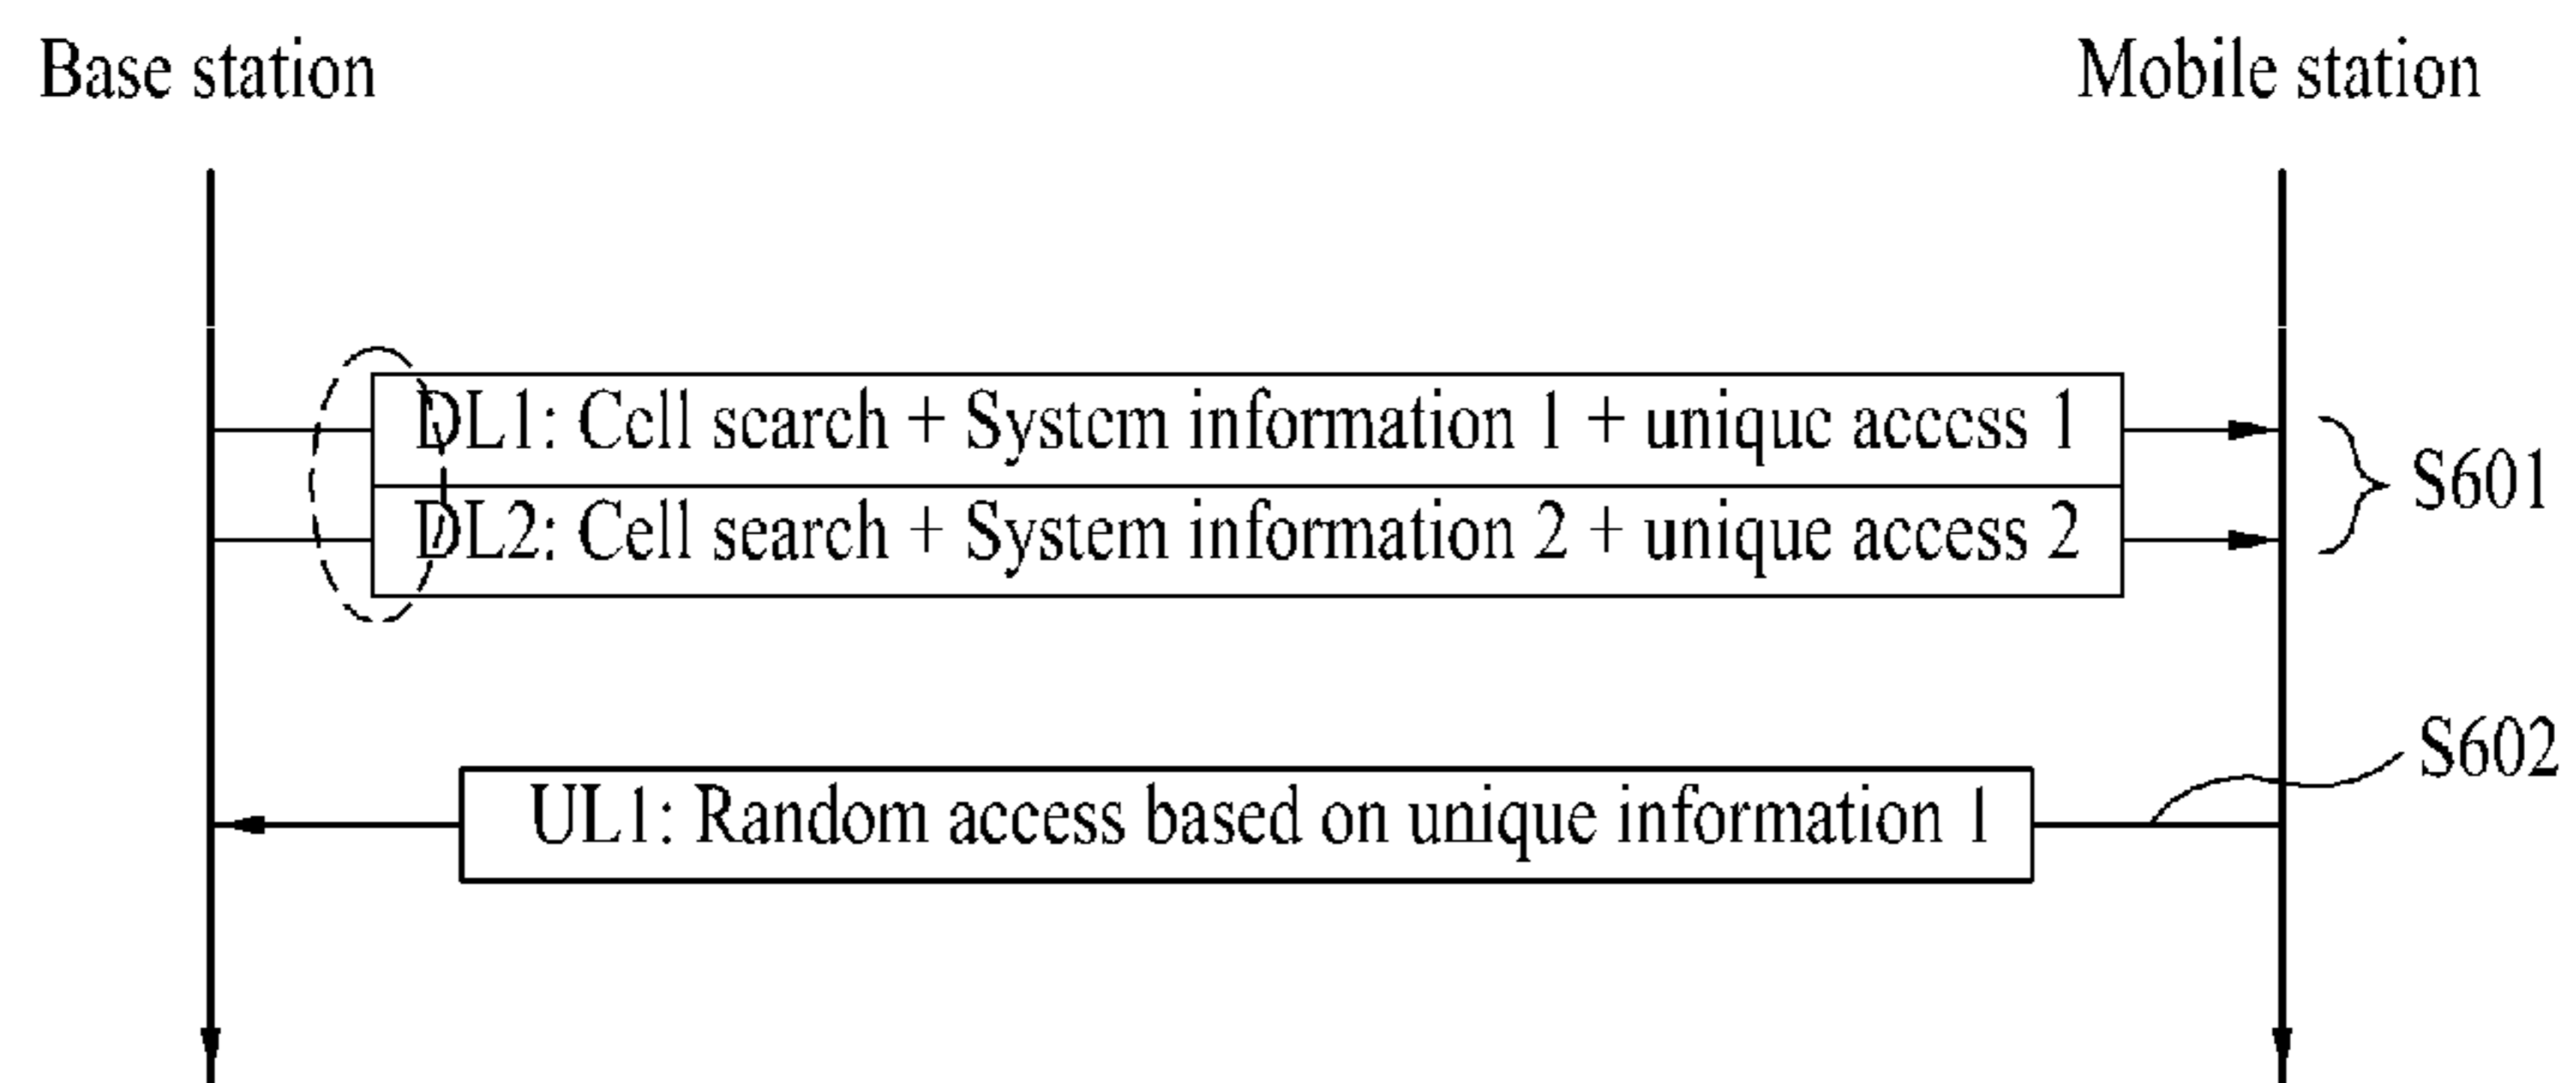 Base station
Mobile station
DL1: Cell search + System information 1 + unique access 1
DL2: Cell search + System information 2 + unique access 2
S601
S602
UL1: Random access based on unique information 1